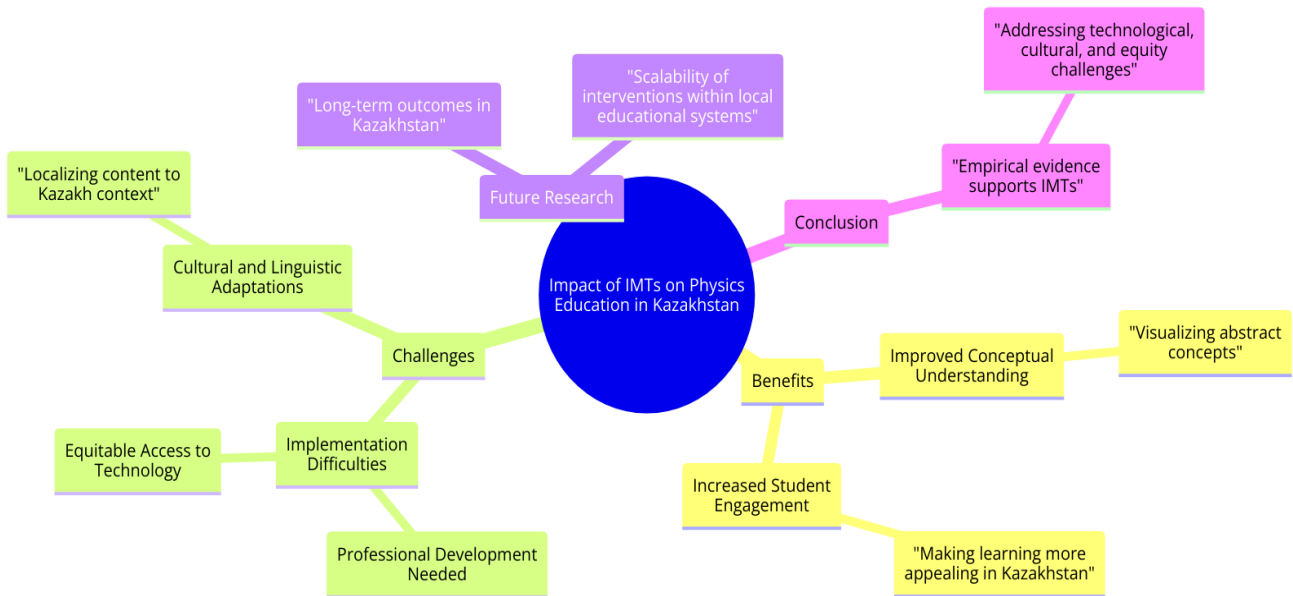 Impact of IMTs on Physics
Education in Kazakhstan
Benefits
Improved Conceptual
Understanding
"Visualizing abstract
concepts"
Increased Student
Engagement
"Making learning more
appealing in Kazakhstan"
Challenges
Implementation
Difficulties
Equitable Access to
Technology
Professional Development
Needed
Cultural and Linguistic
Adaptations
"Localizing content to
Kazakh context"
Future Research
"Long-term outcomes in
Kazakhstan"
"Scalability of
interventions within local
educational systems"
Conclusion
"Empirical evidence
supports IMTs"
"Addressing technological,
cultural, and equity
challenges"